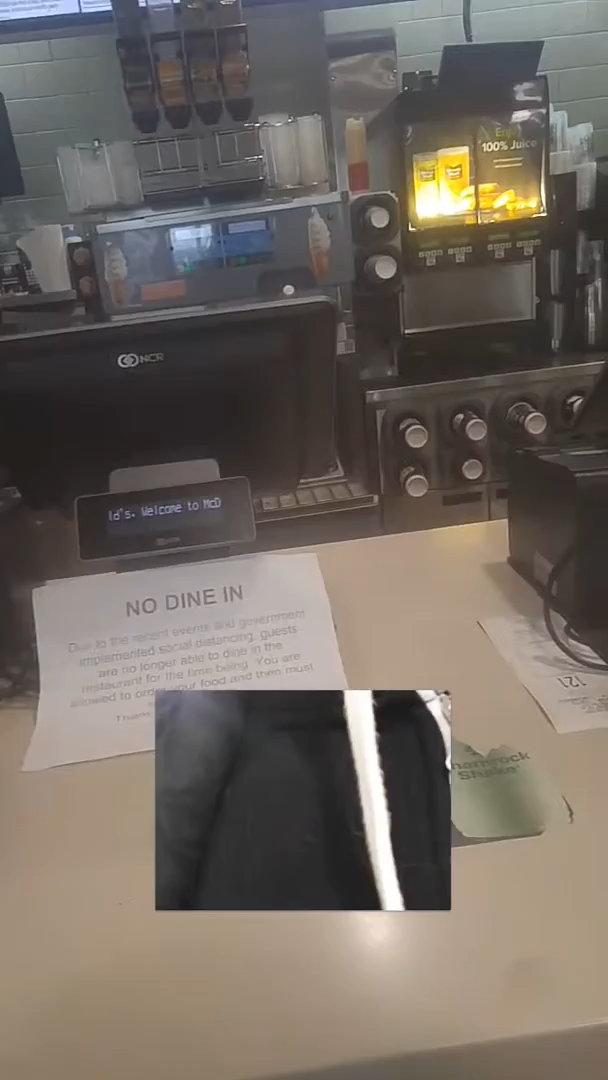 Enjoy
100% Juice
NCR
ld's. Welcome to McD
NO DINE IN
Due to the recent events and government
implemented social distancing, guests
are no longer able to dine in the
restaurant for the time being. You are
allowed to order your food and then must
Shamrock
Shake
121